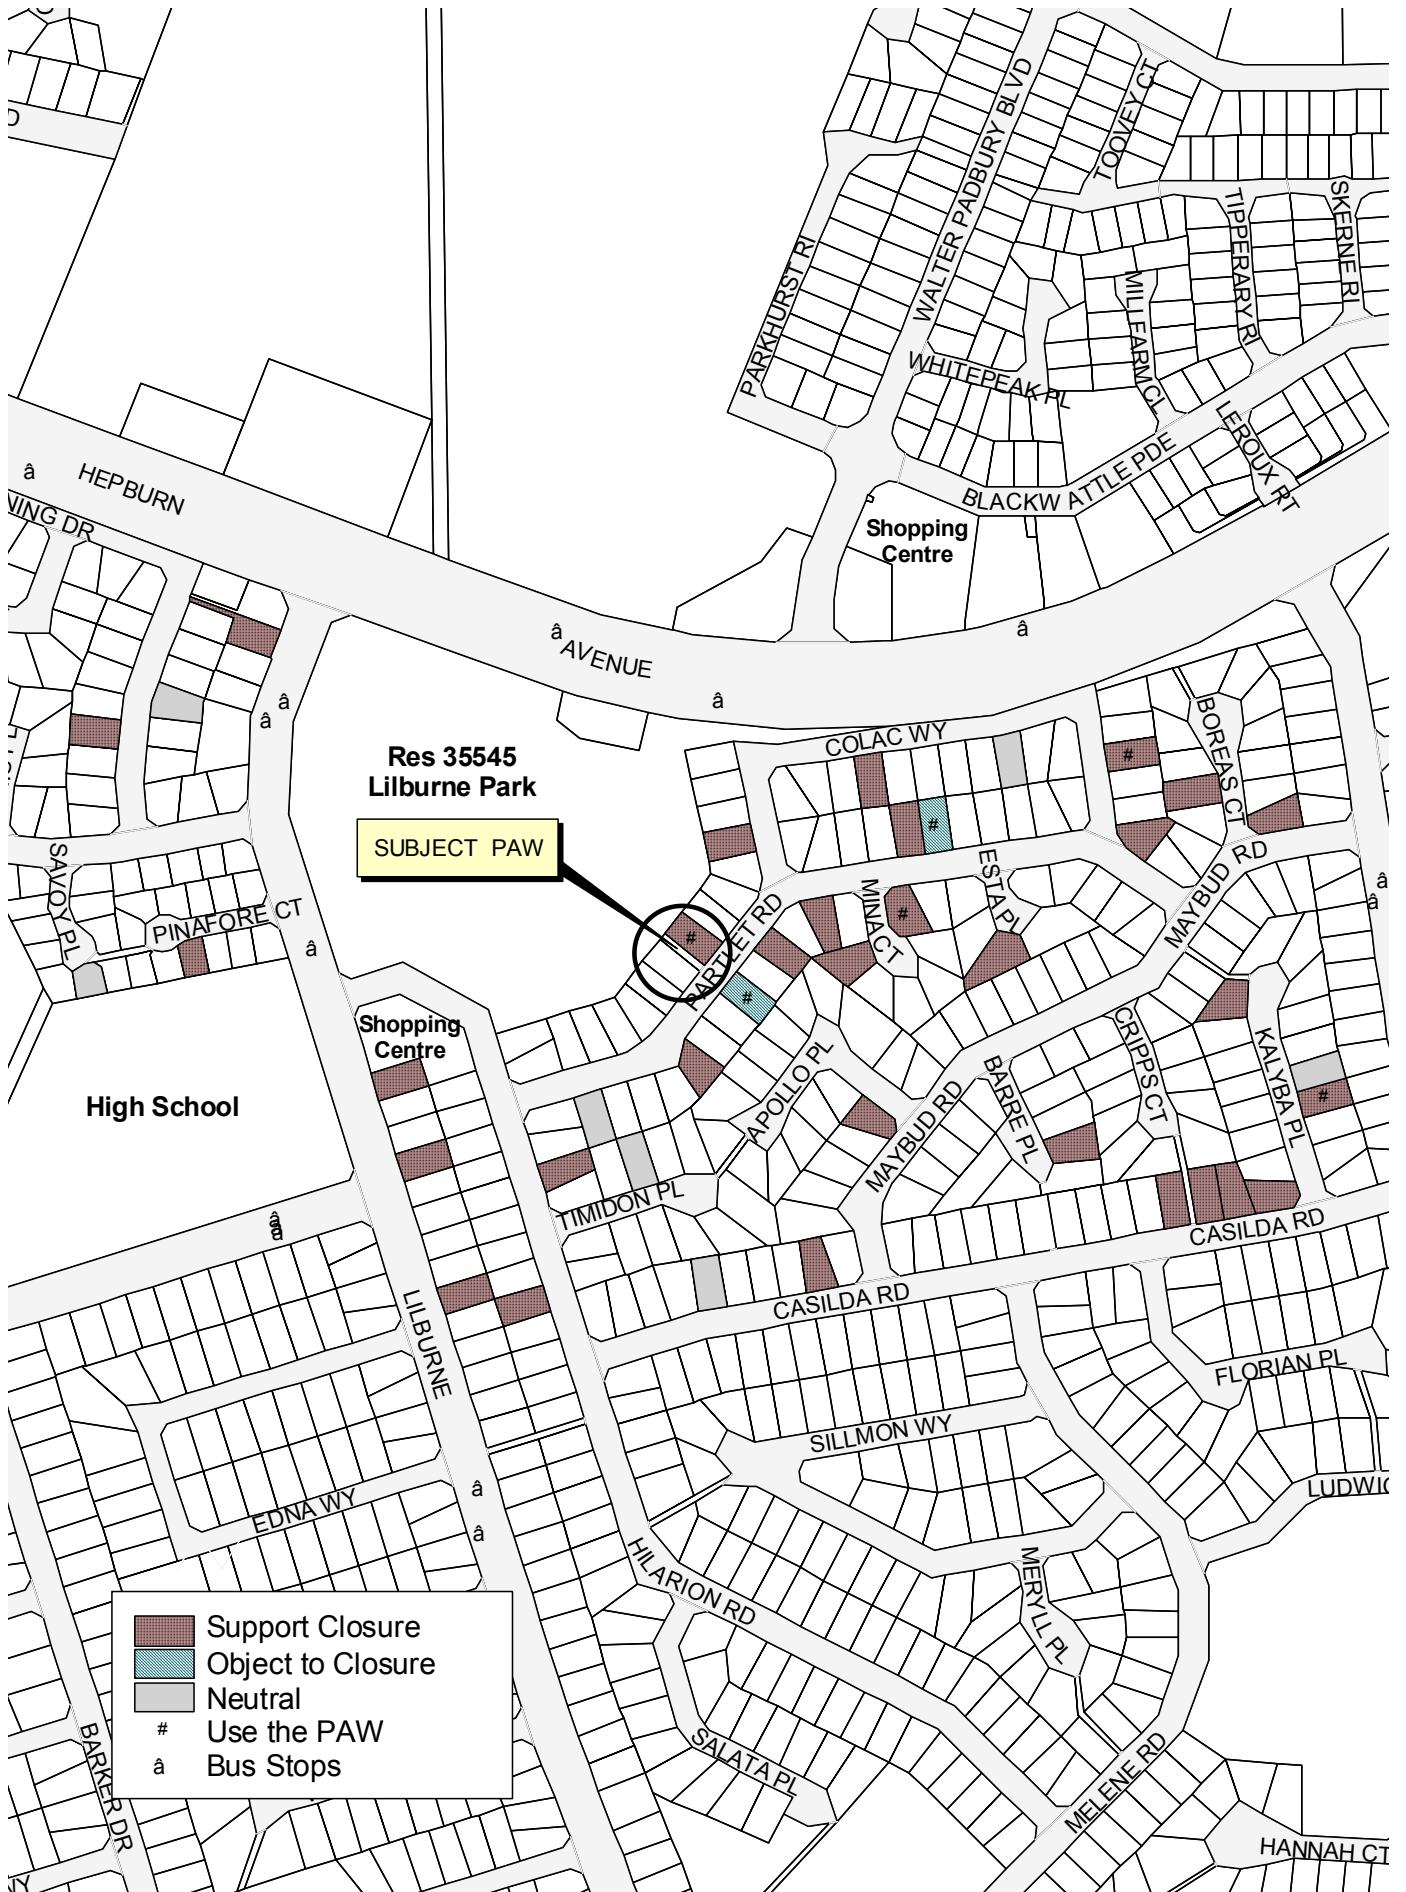 TOOVEY CT
WALTER PADBURY BLVD
TIPPERARY RI
SKERNE RI
PARKHURST RI
MILLFARM CL
WHITEPEAK PL
LEROUX RT
BLACKW ATTLE PDE
â
HEPBURN
NING DR
Shopping
Centre
â
AVENUE
â
â
â
â
BOREAS CT
COLAC WY
Res 35545
Lilburne Park
#
#
SUBJECT PAW
SAVOY PL
PINAFORE CT
â
ESTA PL
MINA CT
MAYBUD RD
â
â
#
#
PARTLET RD
#
Shopping
Centre
High School
APOLLO PL
BARRE PL
CRIPPS CT
KALYBA PL
#
MAYBUD RD
TIMIDON PL
â
â
â
CASILDA RD
CASILDA RD
LILBURNE
FLORIAN PL
SILLMON WY
â
LUDWIG
EDNA WY
â
HILARION RD
MERYLL PL
Support Closure
Object to Closure
Neutral
# Use the PAW
â Bus Stops
BARKER DR
SALATA PL
MELENE RD
HANNAH CT